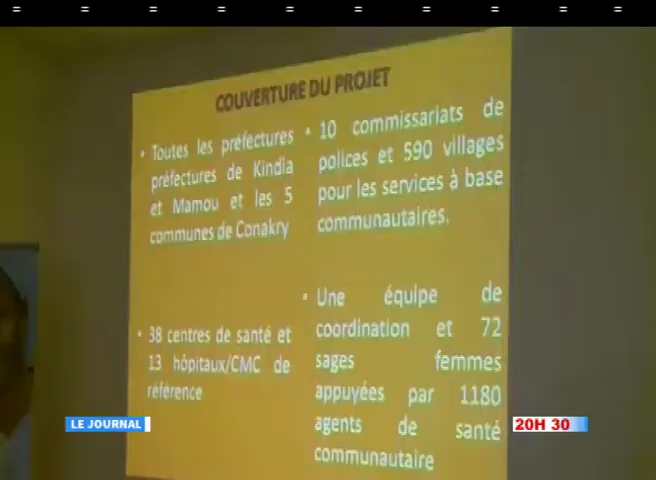 COUVERTURE DU PROJET
• Toutes les préfectures
préfectures de Kindia
et Mamou et les 5
communes de Conakry
• 38 centres de santé et
13 hôpitaux/CMC de
référence
• 10 commissariats de
polices et 590 villages
pour les services à base
communautaires.
• Une équipe de
coordination et 72
sages femmes
appuyées par 1180
agents de santé
communautaire
LE JOURNAL
20H 30